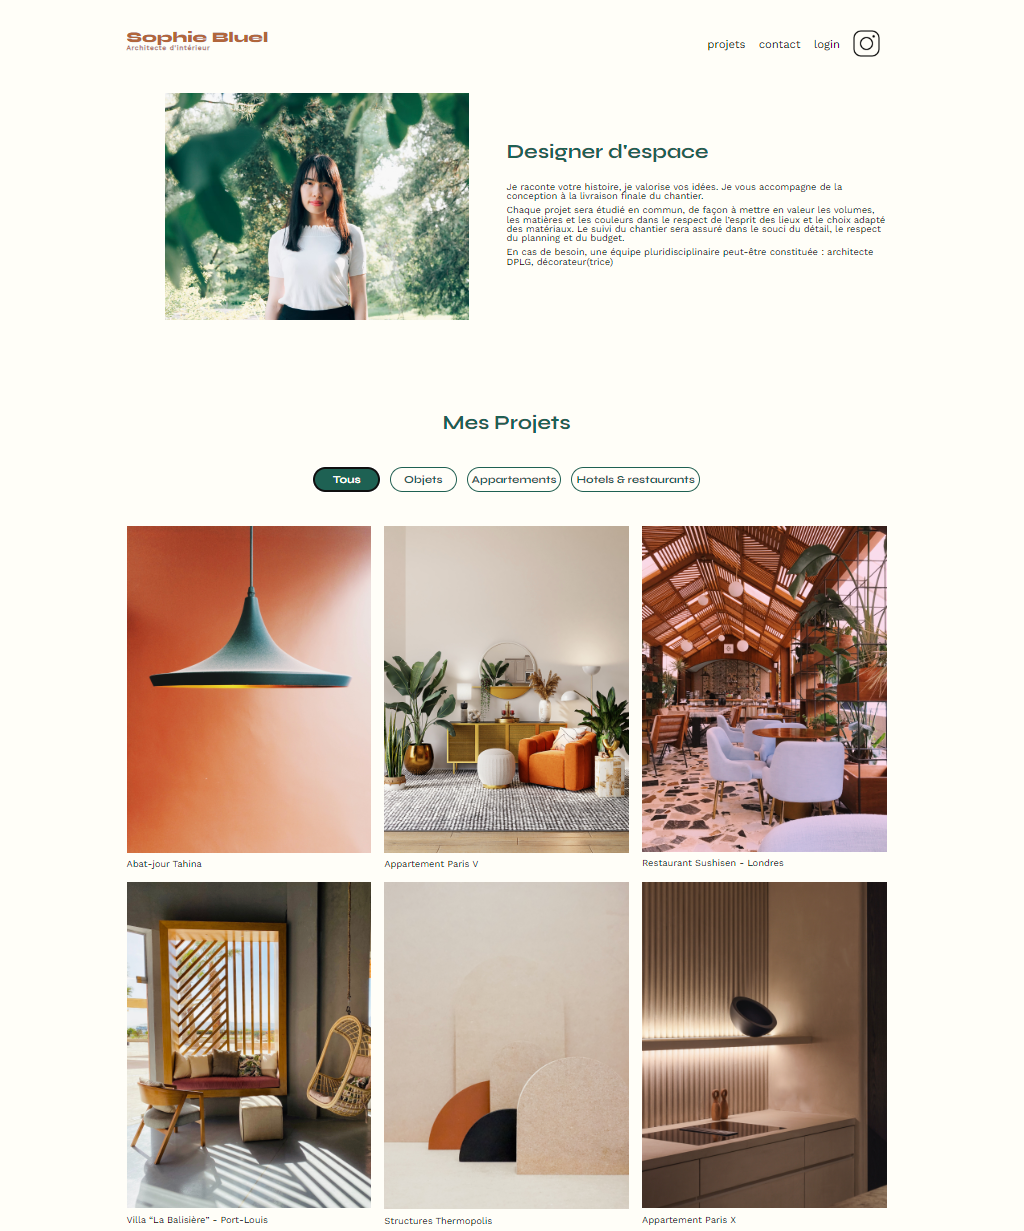 Sophie Bluel
Architecte d'intérieur
projets
contact
login
Designer d'espace
Je raconte votre histoire, je valorise vos idées. Je vous accompagne de la
conception à la livraison finale du chantier.
Chaque projet sera étudié en commun, de façon à mettre en valeur les volumes,
les matières et les couleurs dans le respect de l'esprit des lieux et le choix adapté
des matériaux. Le suivi du chantier sera assuré dans le souci du détail, le respect
du planning et du budget.
En cas de besoin, une équipe pluridisciplinaire peut-être constituée : architecte
DPLG, décorateur(trice)
Mes Projets
Tous
Objets
Appartements
Hotels & restaurants
Abat-jour Tahina
Appartement Paris V
Restaurant Sushisen - Londres
Villa “La Balisière” - Port-Louis
Structures Thermopolis
Appartement Paris X